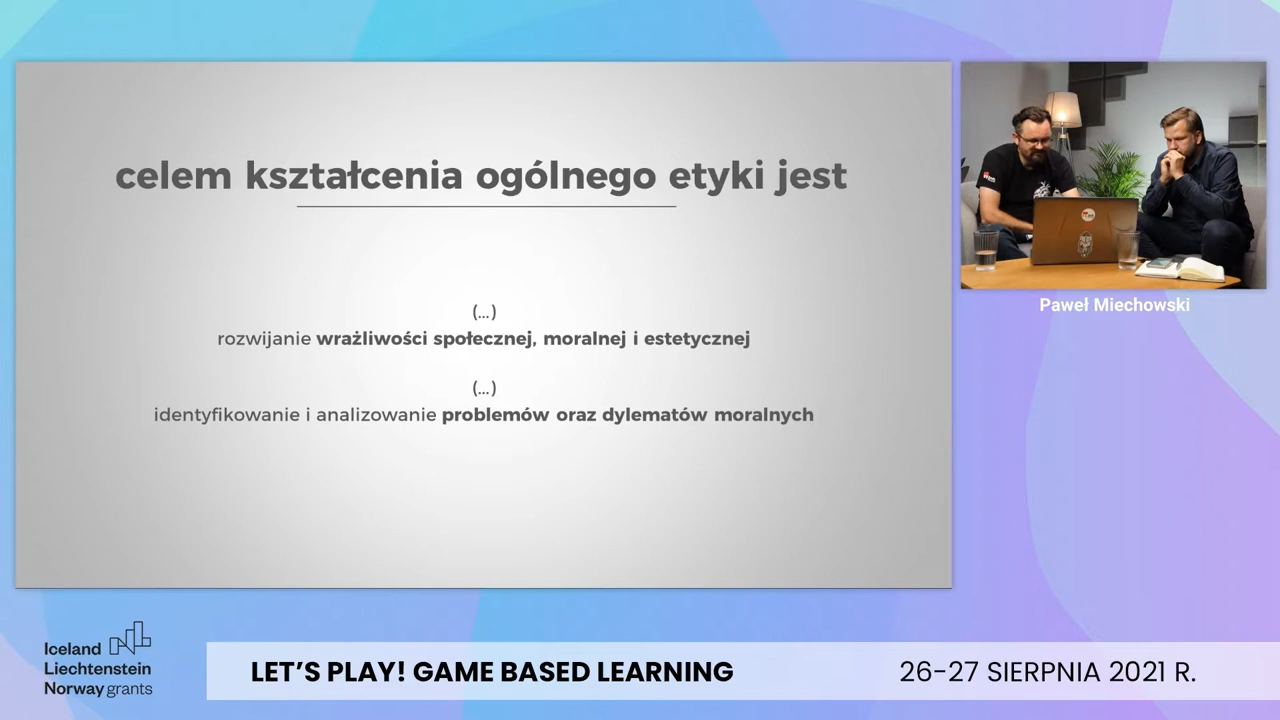 celem kształcenia ogólnego etyki jest
(...)
rozwijanie wrażliwości społecznej, moralnej i estetycznej
(...)
identyfikowanie i analizowanie problemów oraz dylematów moralnych
Paweł Miechowski
Iceland
Liechtenstein
Norway grants
LET'S PLAY! GAME BASED LEARNING
26-27 SIERPNIA 2021 R.